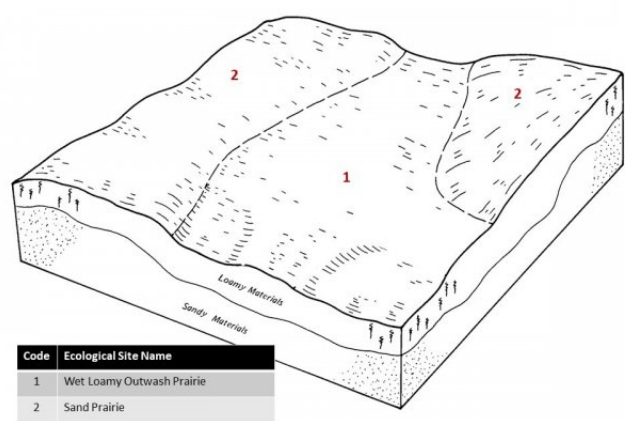 2
2
1
Loamy Materials
Sandy Materials
Code Ecological Site Name
1 Wet Loamy Outwash Prairie
2 Sand Prairie